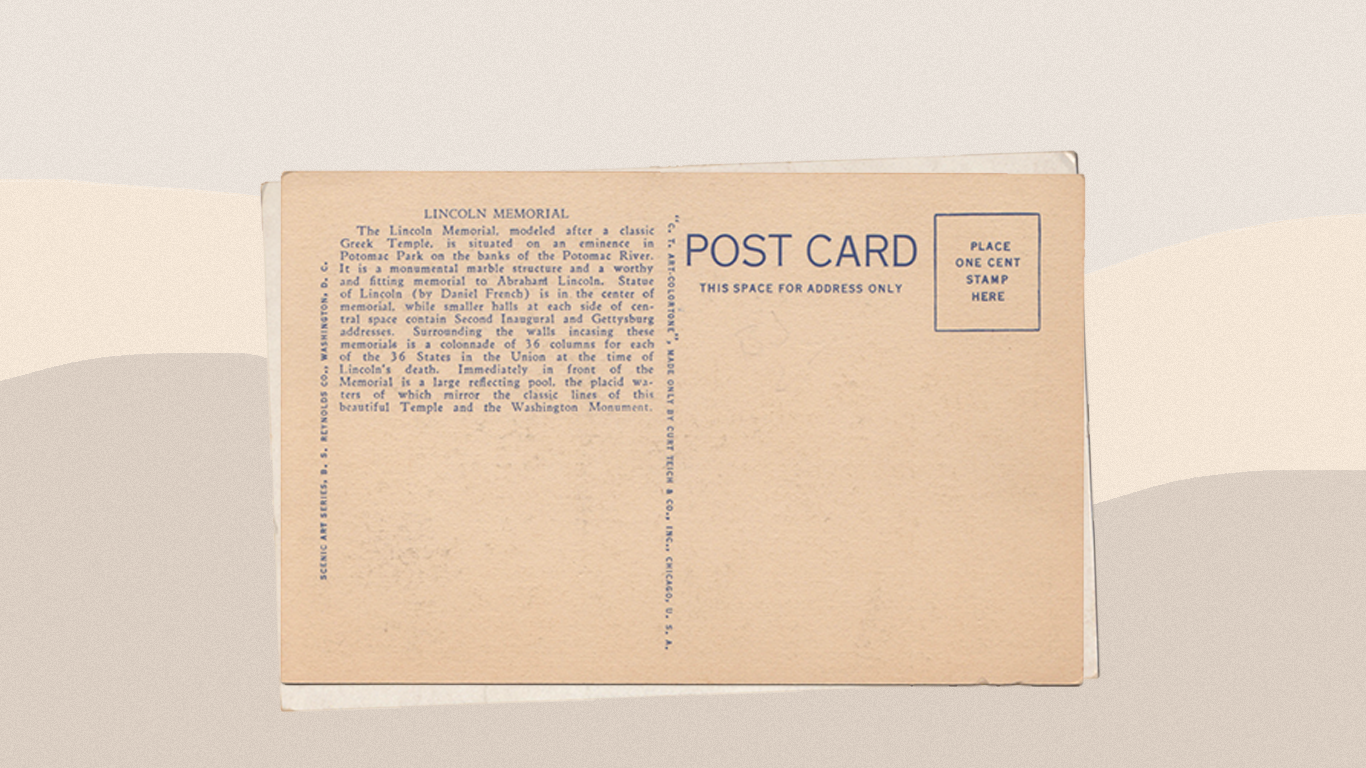 LINCOLN MEMORIAL
The Lincoln Memorial, modeled after a classic
Greek Temple, is situated on an eminence in
Potomac Park on the banks of the Potomac River.
It is a monumental marble structure and a worthy
and fitting memorial to Abraham Lincoln. Statue
of Lincoln (by Daniel French) is in the center of
memorial, while smaller halls at each side of cen-
tral space contain Second Inaugural and Gettysburg
addresses. Surrounding the walls incasing these
memorials is a colonnade of 36 columns for each
of the 36 States in the Union at the time of
Lincoln's death. Immediately in front of the
Memorial is a large reflecting pool, the placid wa-
ters of which mirror the classic lines of this
beautiful Temple and the Washington Monument.
SCENIC ART SERIES, B. S. REYNOLDS CO., WASHINGTON, D. C.
"C. T. ART-COLORTONE", MADE ONLY BY CURT TEICH & CO., INC., CHICAGO, U. S. A.
POST CARD
THIS SPACE FOR ADDRESS ONLY
PLACE
ONE CENT
STAMP
HERE